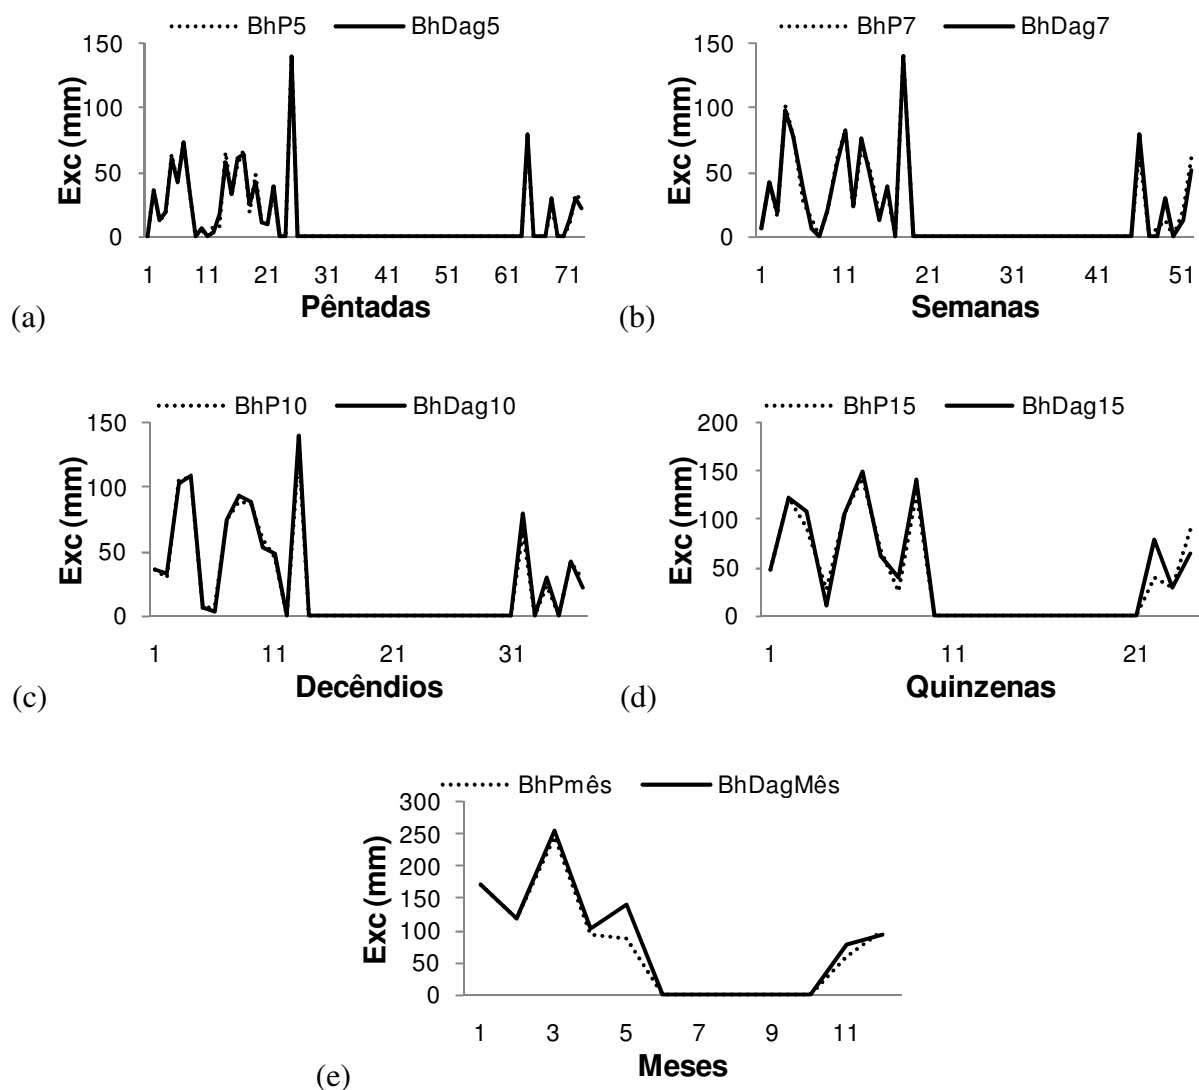 BhP5 BhDag5
150
100
50
0
Exc (mm)
1 11 21 31 41 51 61 71
Pêntadas
(a)
BhP7 BhDag7
150
100
50
0
Exc (mm)
1 11 21 31 41 51
Semanas
(b)
BhP10 BhDag10
150
100
50
0
Exc (mm)
1 11 21 31
Decêndios
(c)
BhP15 BhDag15
200
150
100
50
0
Exc (mm)
1 11 21
Quinzenas
(d)
BhPmês BhDagMês
300
250
200
150
100
50
0
Exc (mm)
1 3 5 7 9 11
Meses
(e)